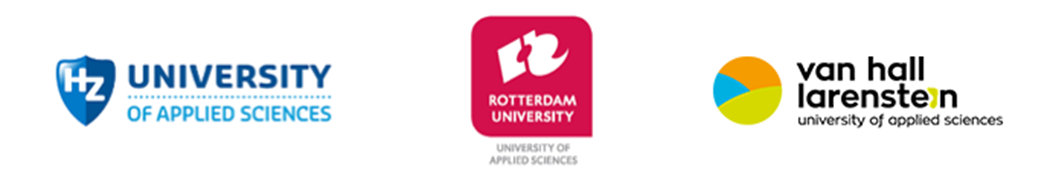 HZ UNIVERSITY
OF APPLIED SCIENCES
ROTTERDAM
UNIVERSITY
UNIVERSITY OF
APPLIED SCIENCES
van hall
larenstein
university of applied sciences